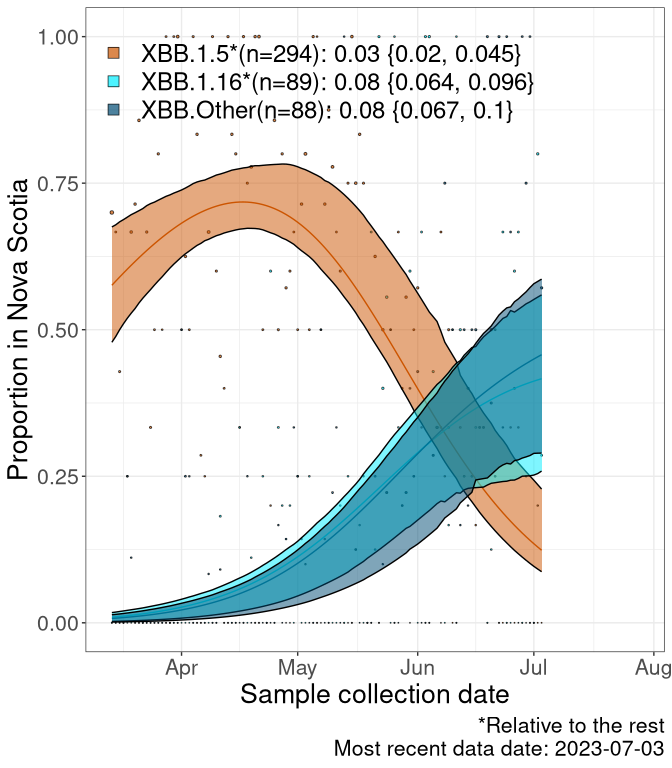 1.00
XBB.1.5*(n=294): 0.03 {0.02, 0.045}
XBB.1.16*(n=89): 0.08 {0.064, 0.096}
XBB.Other(n=88): 0.08 {0.067, 0.1}
0.75
0.50
0.25
0.00
Proportion in Nova Scotia
Apr May Jun Jul Aug
Sample collection date
*Relative to the rest
Most recent data date: 2023-07-03